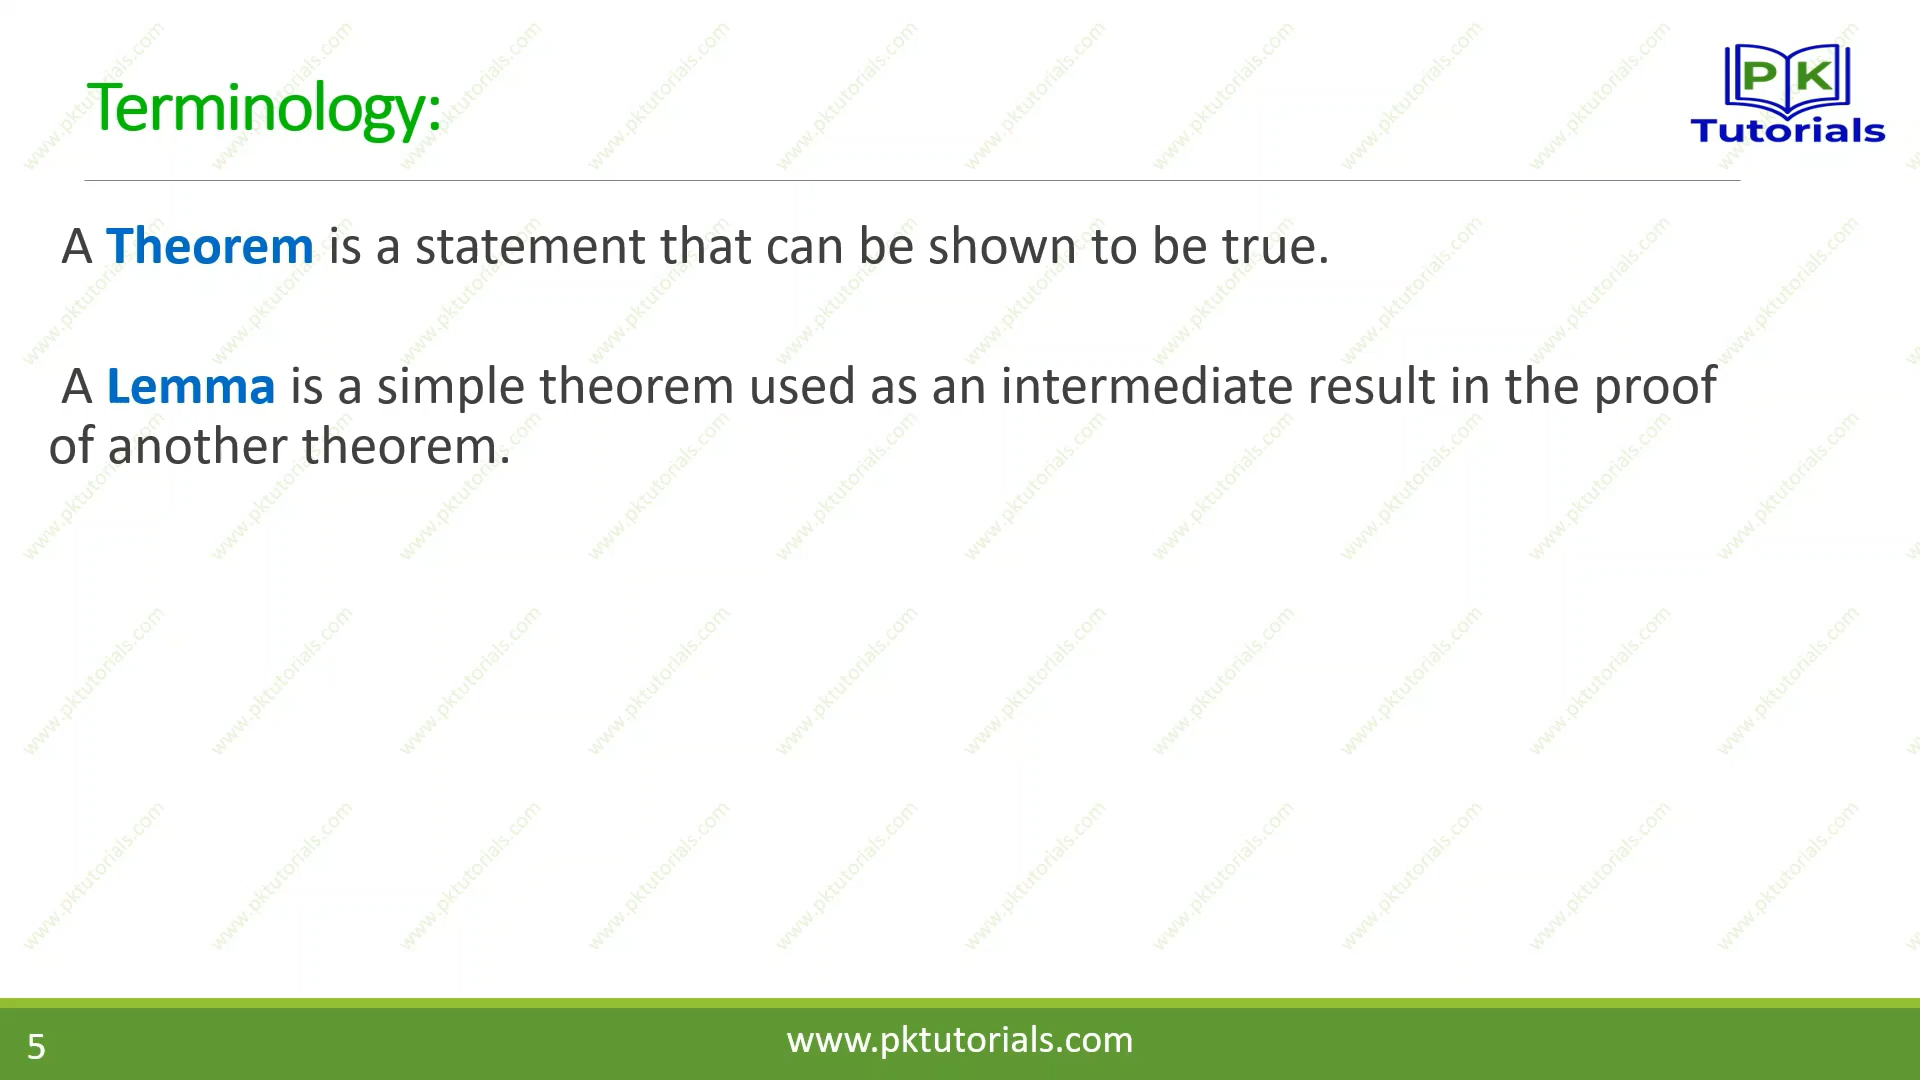 Terminology:
PK
Tutorials
A Theorem is a statement that can be shown to be true.
A Lemma is a simple theorem used as an intermediate result in the proof
of another theorem.
5
www.pktutorials.com